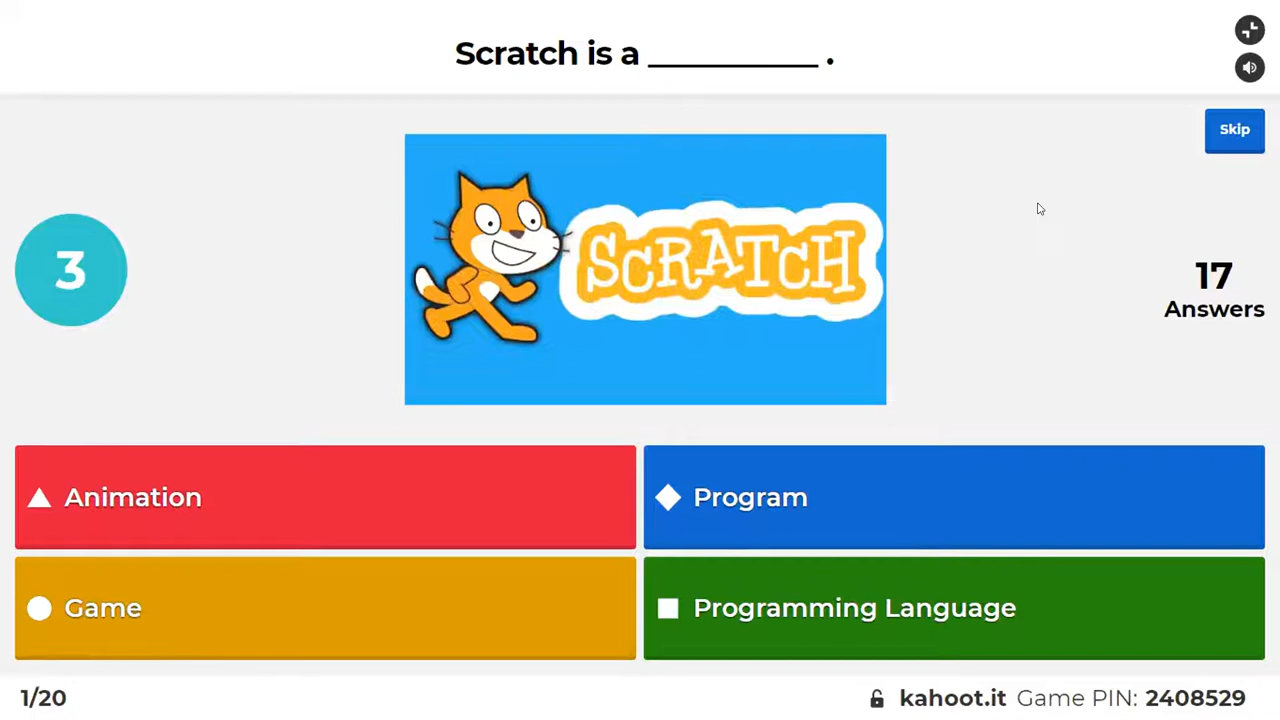 Scratch is a __________ .
Skip
3
SCRATCH
17
Answers
Animation
Program
Game
Programming Language
1/20
kahoot.it Game PIN: 2408529